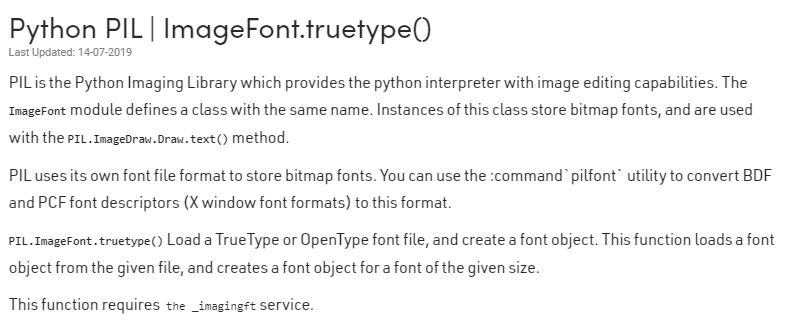 Python PIL | ImageFont.truetype()
Last Updated: 14-07-2019
PIL is the Python Imaging Library which provides the python interpreter with image editing capabilities. The
ImageFont module defines a class with the same name. Instances of this class store bitmap fonts, and are used
with the PIL.ImageDraw.Draw.text() method.
PIL uses its own font file format to store bitmap fonts. You can use the :command`pilfont` utility to convert BDF
and PCF font descriptors (X window font formats) to this format.
PIL.ImageFont.truetype() Load a TrueType or OpenType font file, and create a font object. This function loads a font
object from the given file, and creates a font object for a font of the given size.
This function requires the _imagingft service.